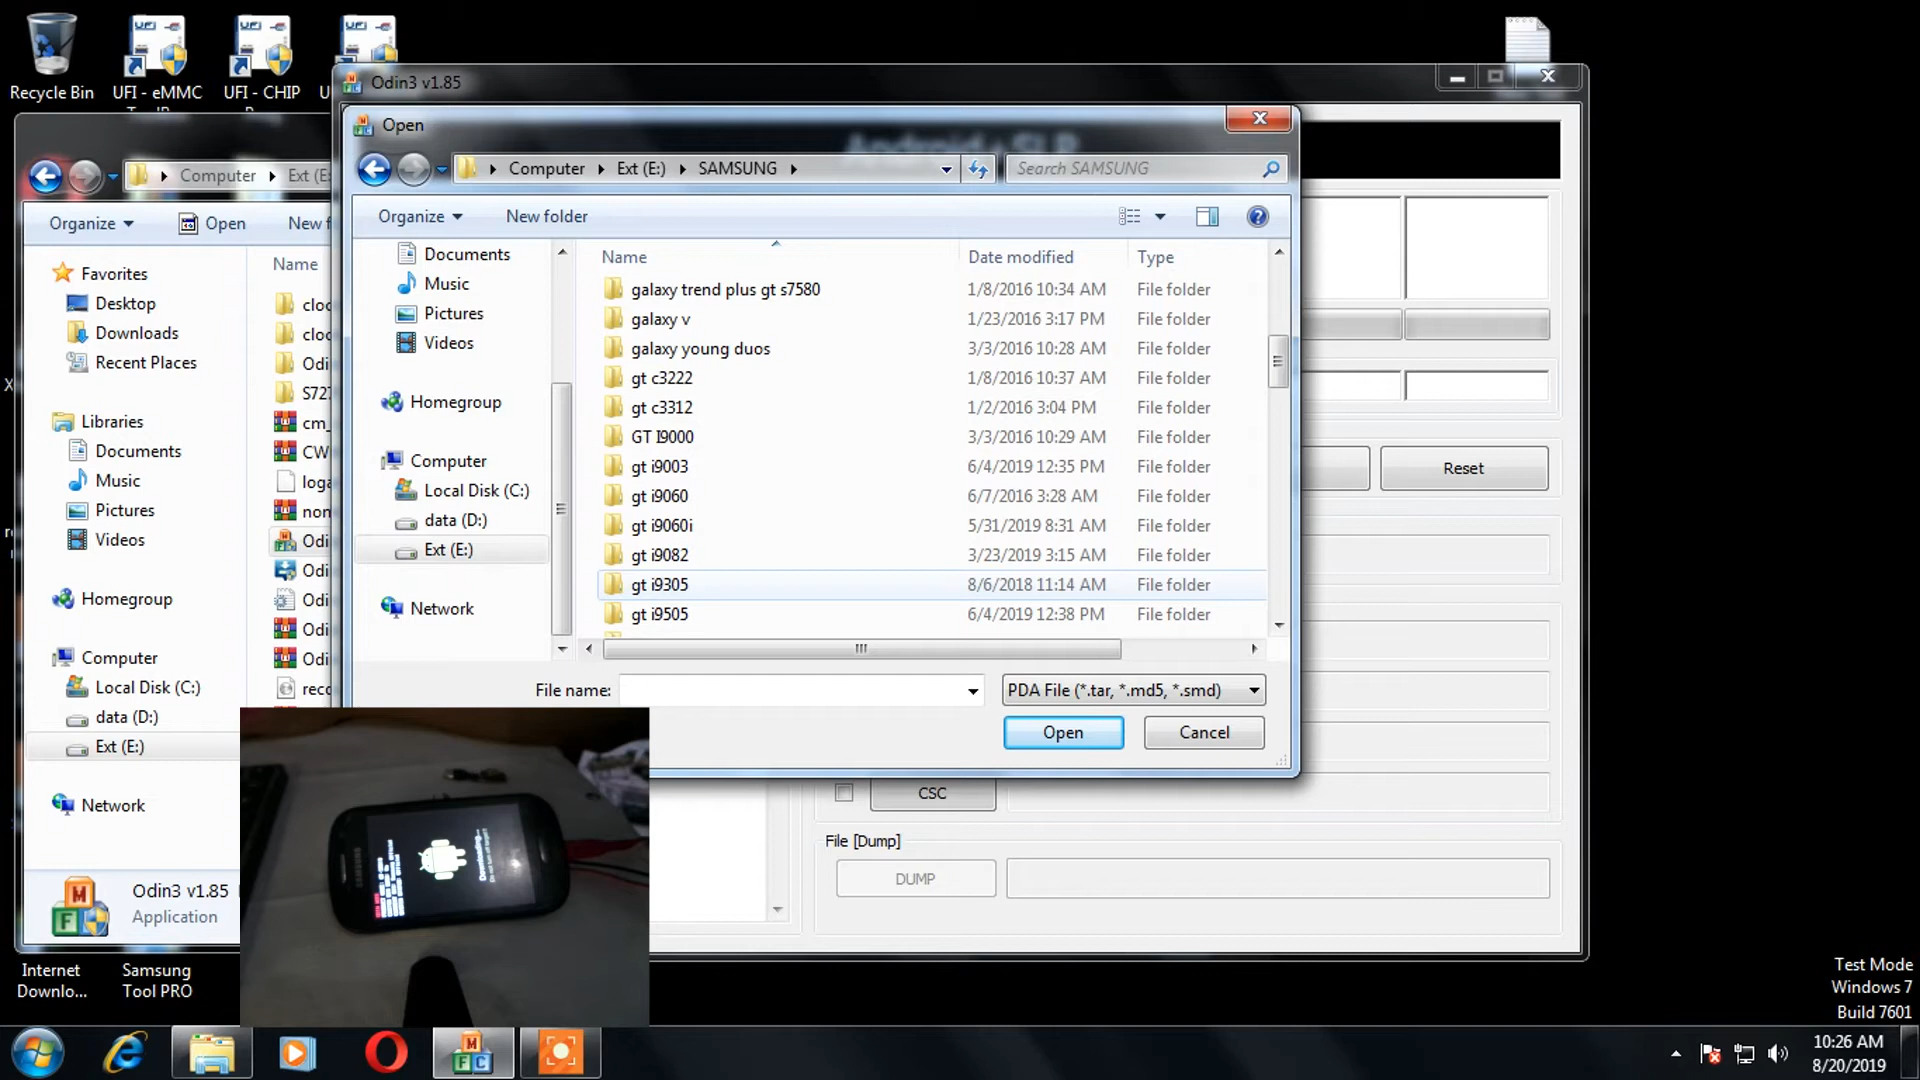 Recycle Bin
UFI - eMMC
UFI - CHIP
Odin3 v1.85
Open
Computer
Ext (E:)
SAMSUNG
Search SAMSUNG
Computer
Organize
New folder
Organize
Open
Documents
Music
Pictures
Videos
Homegroup
Computer
Local Disk (C:)
data (D:)
Ext (E:)
Network
Name
Date modified
Type
galaxy trend plus gt s7580 1/8/2016 10:34 AM File folder
galaxy v 1/23/2016 3:17 PM File folder
galaxy young duos 3/3/2016 10:28 AM File folder
gt c3222 1/8/2016 10:37 AM File folder
gt c3312 1/2/2016 3:04 PM File folder
GT I9000 3/3/2016 10:29 AM File folder
gt i9003 6/4/2019 12:35 PM File folder
gt i9060 6/7/2016 3:28 AM File folder
gt i9060i 5/31/2019 8:31 AM File folder
gt i9082 3/23/2019 3:15 AM File folder
gt i9305 8/6/2018 11:14 AM File folder
gt i9505 6/4/2019 12:38 PM File folder
File name:
PDA File (*.tar, *.md5, *.smd)
Open
Cancel
Favorites
Desktop
Downloads
Recent Places
Libraries
Documents
Music
Pictures
Videos
Homegroup
Computer
Local Disk (C:)
data (D:)
Ext (E:)
Network
Name
Odin3 v1.85
Application
Reset
CSC
File [Dump]
DUMP
Downloading...
SAMSUNG
Internet
Downlo...
Samsung
Tool PRO
Test Mode
Windows 7
Build 7601
10:26 AM
8/20/2019